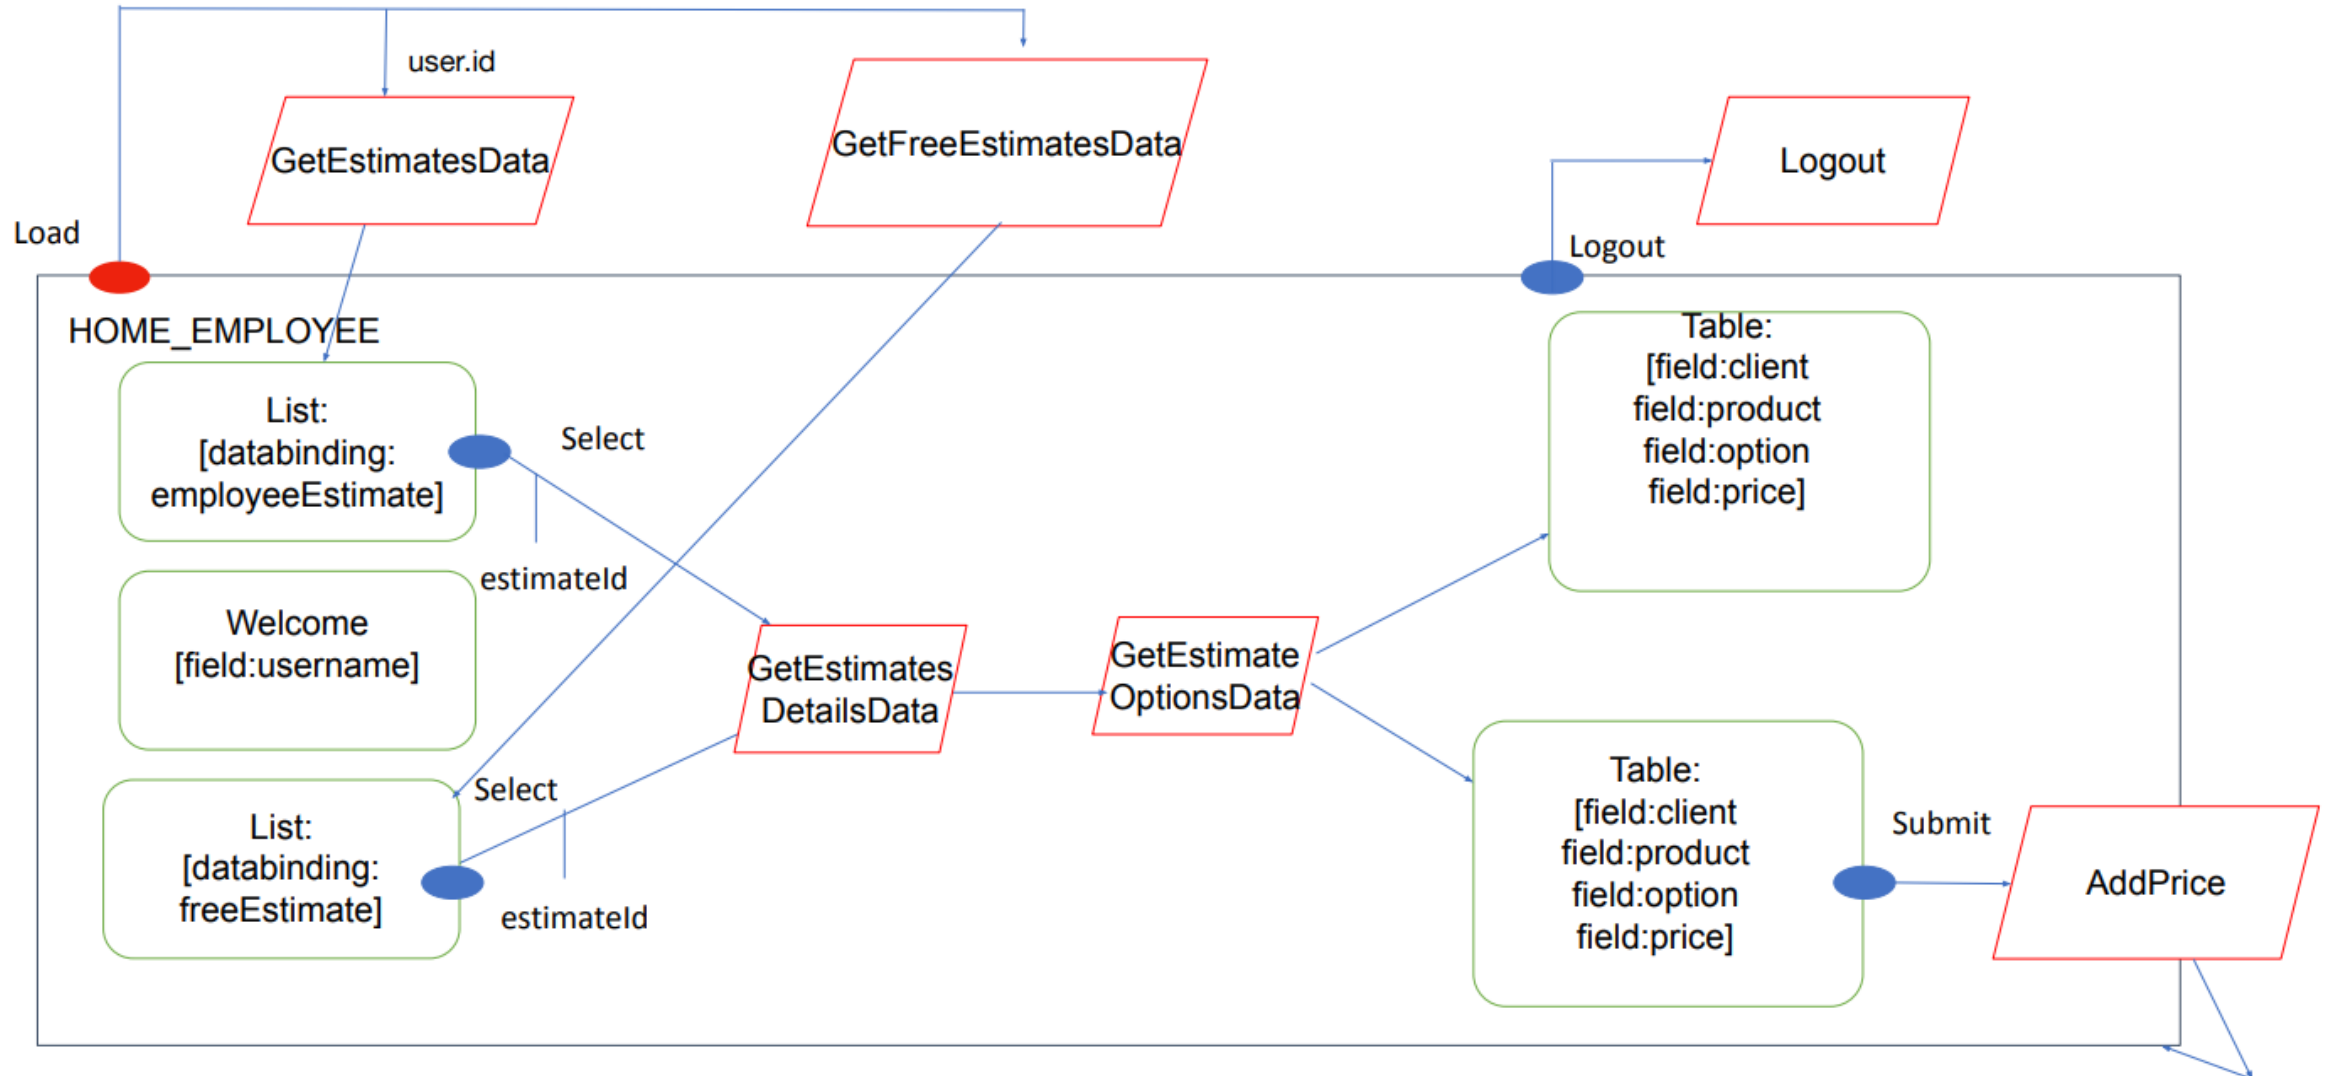 user.id
GetEstimatesData
GetFreeEstimatesData
Logout
Load
Logout
HOME_EMPLOYEE
List:
[databinding:
employeeEstimate]
Select
estimateId
Table:
[field:client
field:product
field:option
field:price]
Welcome
[field:username]
GetEstimates
DetailsData
GetEstimate
OptionsData
Select
List:
[databinding:
freeEstimate]
estimateId
Table:
[field:client
field:product
field:option
field:price]
Submit
AddPrice